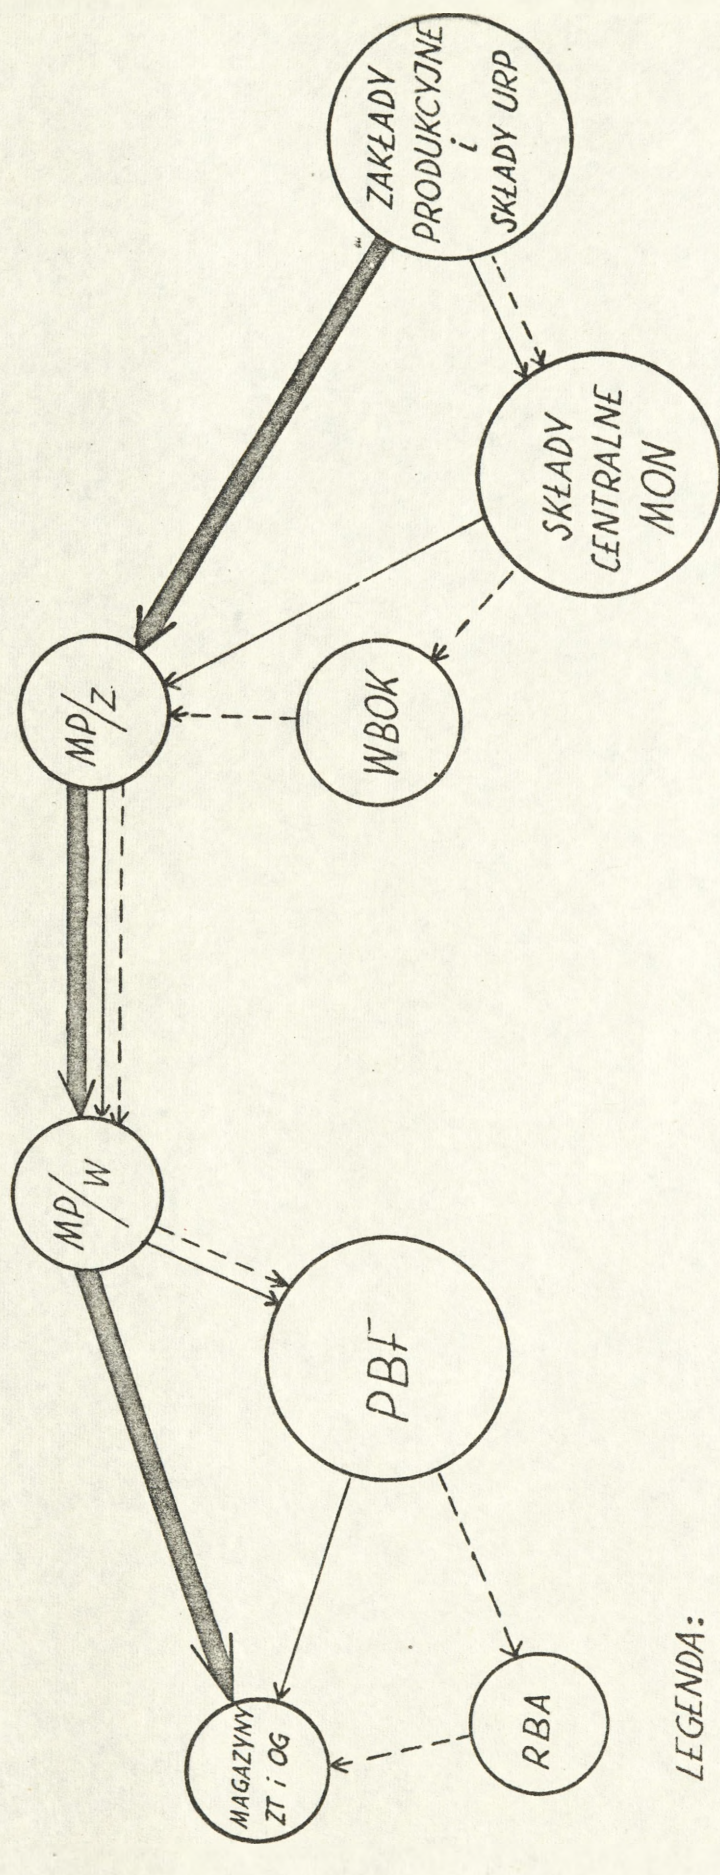 MAGAZYNY
ZT i OG
MP/W
MP/Z
ZAKŁADY
PRODUKCYJNE
i
SKŁADY URP
PBF
WBOK
RBA
SKŁADY
CENTRALNE
MON
LEGENDA: